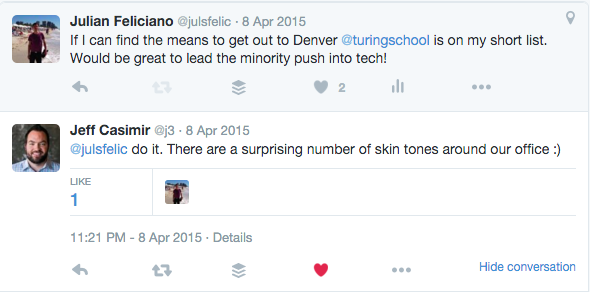 Julian Feliciano @julsfelic · 8 Apr 2015
If I can find the means to get out to Denver @turingschool is on my short list.
Would be great to lead the minority push into tech!
2
Jeff Casimir @j3 · 8 Apr 2015
@julsfelic do it. There are a surprising number of skin tones around our office :)
LIKE
1
11:21 PM - 8 Apr 2015 · Details
Hide conversation